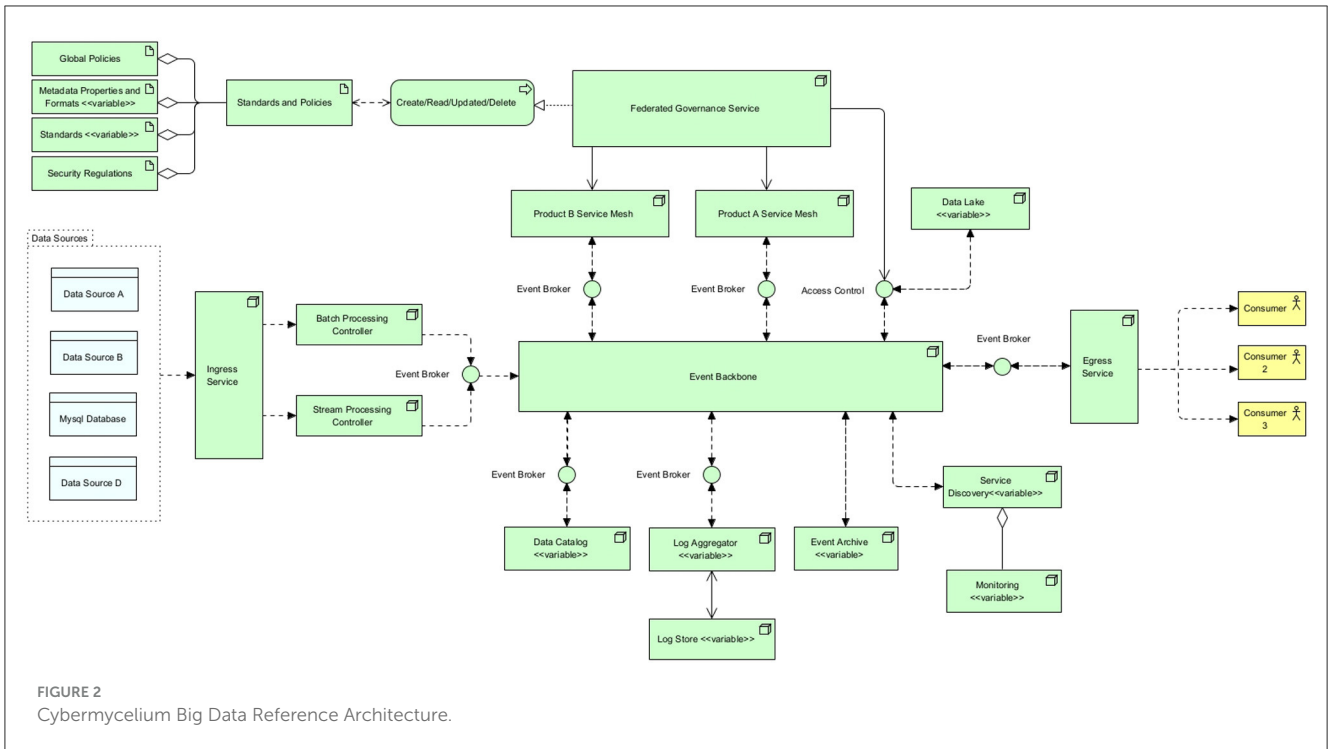 Global Policies
Metadata Properties and
Formats <<variable>>
Standards <<variable>>
Security Regulations
Standards and Policies
Create/Read/Updated/Delete
Federated Governance Service
Product B Service Mesh
Product A Service Mesh
Data Lake
<<variable>>
Event Broker
Event Broker
Access Control
Data Sources
Data Source A
Data Source B
Mysql Database
Data Source D
Ingress
Service
Batch Processing
Controller
Stream Processing
Controller
Event Broker
Event Backbone
Event Broker
Egress
Service
Consumer
Consumer
2
Consumer
3
Event Broker
Event Broker
Data Catalog
<<variable>>
Log Aggregator
<<variable>>
Event Archive
<<variable>
Service
Discovery<<variable>>
Monitoring
<<variable>>
Log Store <<variable>>
FIGURE 2
Cybermycelium Big Data Reference Architecture.